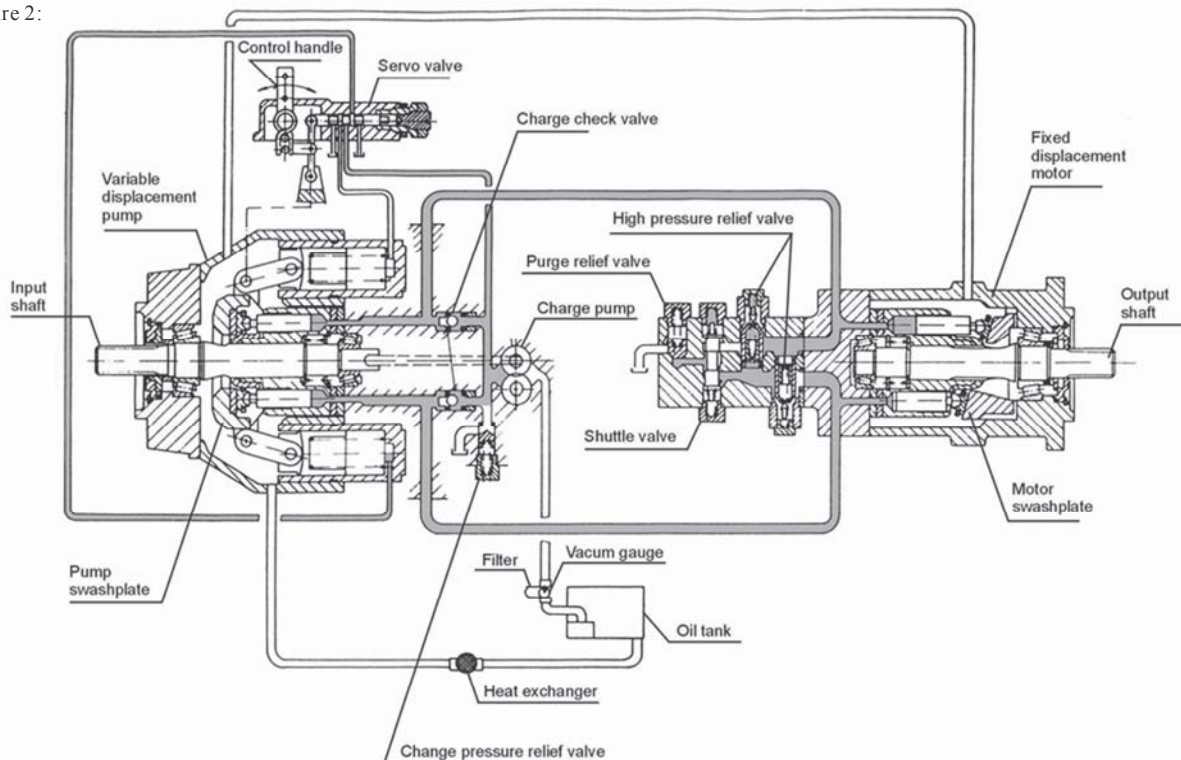 re 2:
Control handle
Servo valve
Charge check valve
Fixed
displacement
motor
Variable
displacement
pump
High pressure relief valve
Purge relief valve
Input
shaft
Charge pump
Output
shaft
Shuttle valve
Motor
swashplate
Pump
swashplate
Filter
Vacum gauge
Oil tank
Heat exchanger
Change pressure relief valve